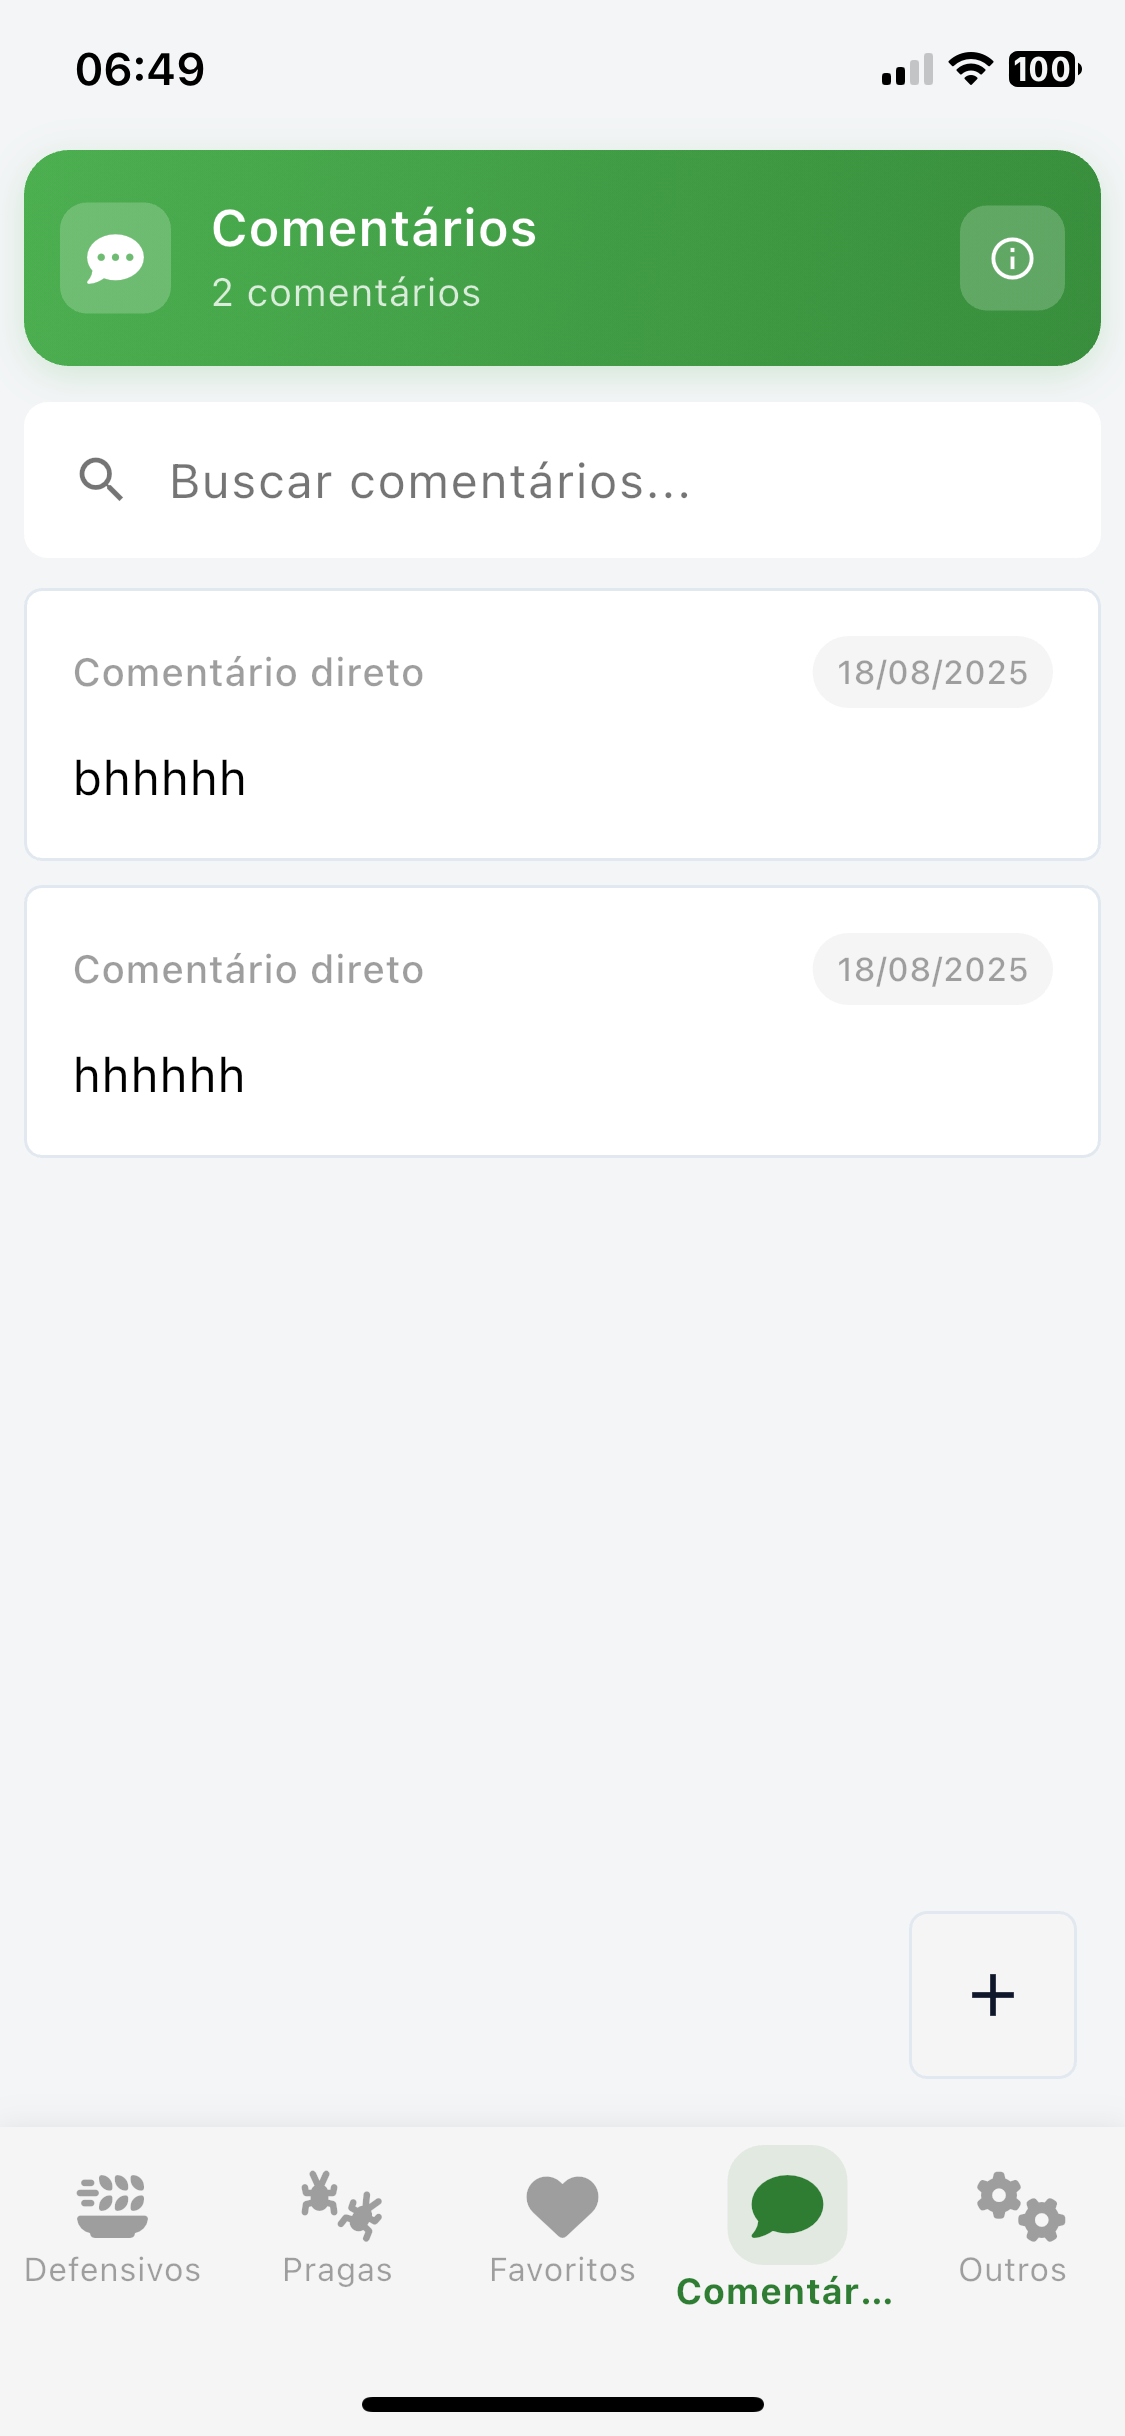 06:49
100
Comentários
2 comentários
Buscar comentários...
Comentário direto
18/08/2025
bhhhhh
Comentário direto
18/08/2025
hhhhhh
Defensivos
Pragas
Favoritos
Comentár...
Outros